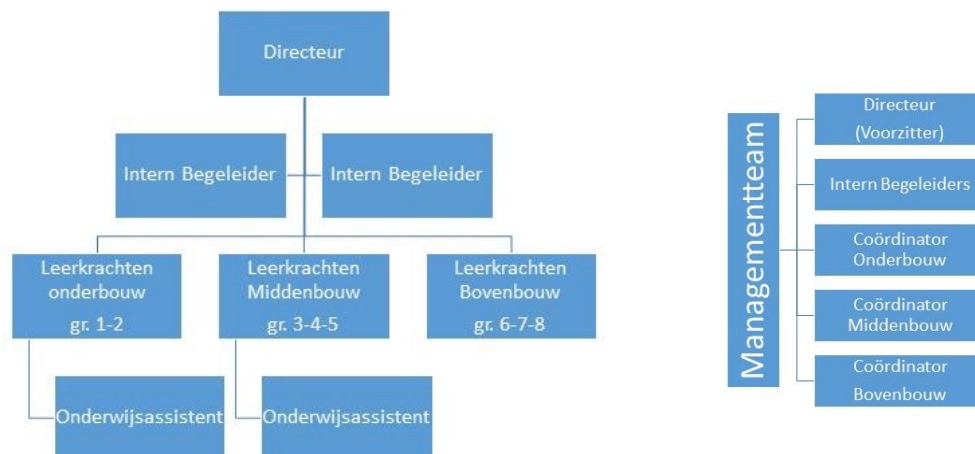 Directeur
Intern Begeleider
Intern Begeleider
Leerkrachten
onderbouw
gr. 1-2
Leerkrachten
Middenbouw
gr. 3-4-5
Leerkrachten
Bovenbouw
gr. 6-7-8
Onderwijsassistent
Onderwijsassistent
Managementteam
Directeur
(Voorzitter)
Intern Begeleiders
Coördinator
Onderbouw
Coördinator
Middenbouw
Coördinator
Bovenbouw